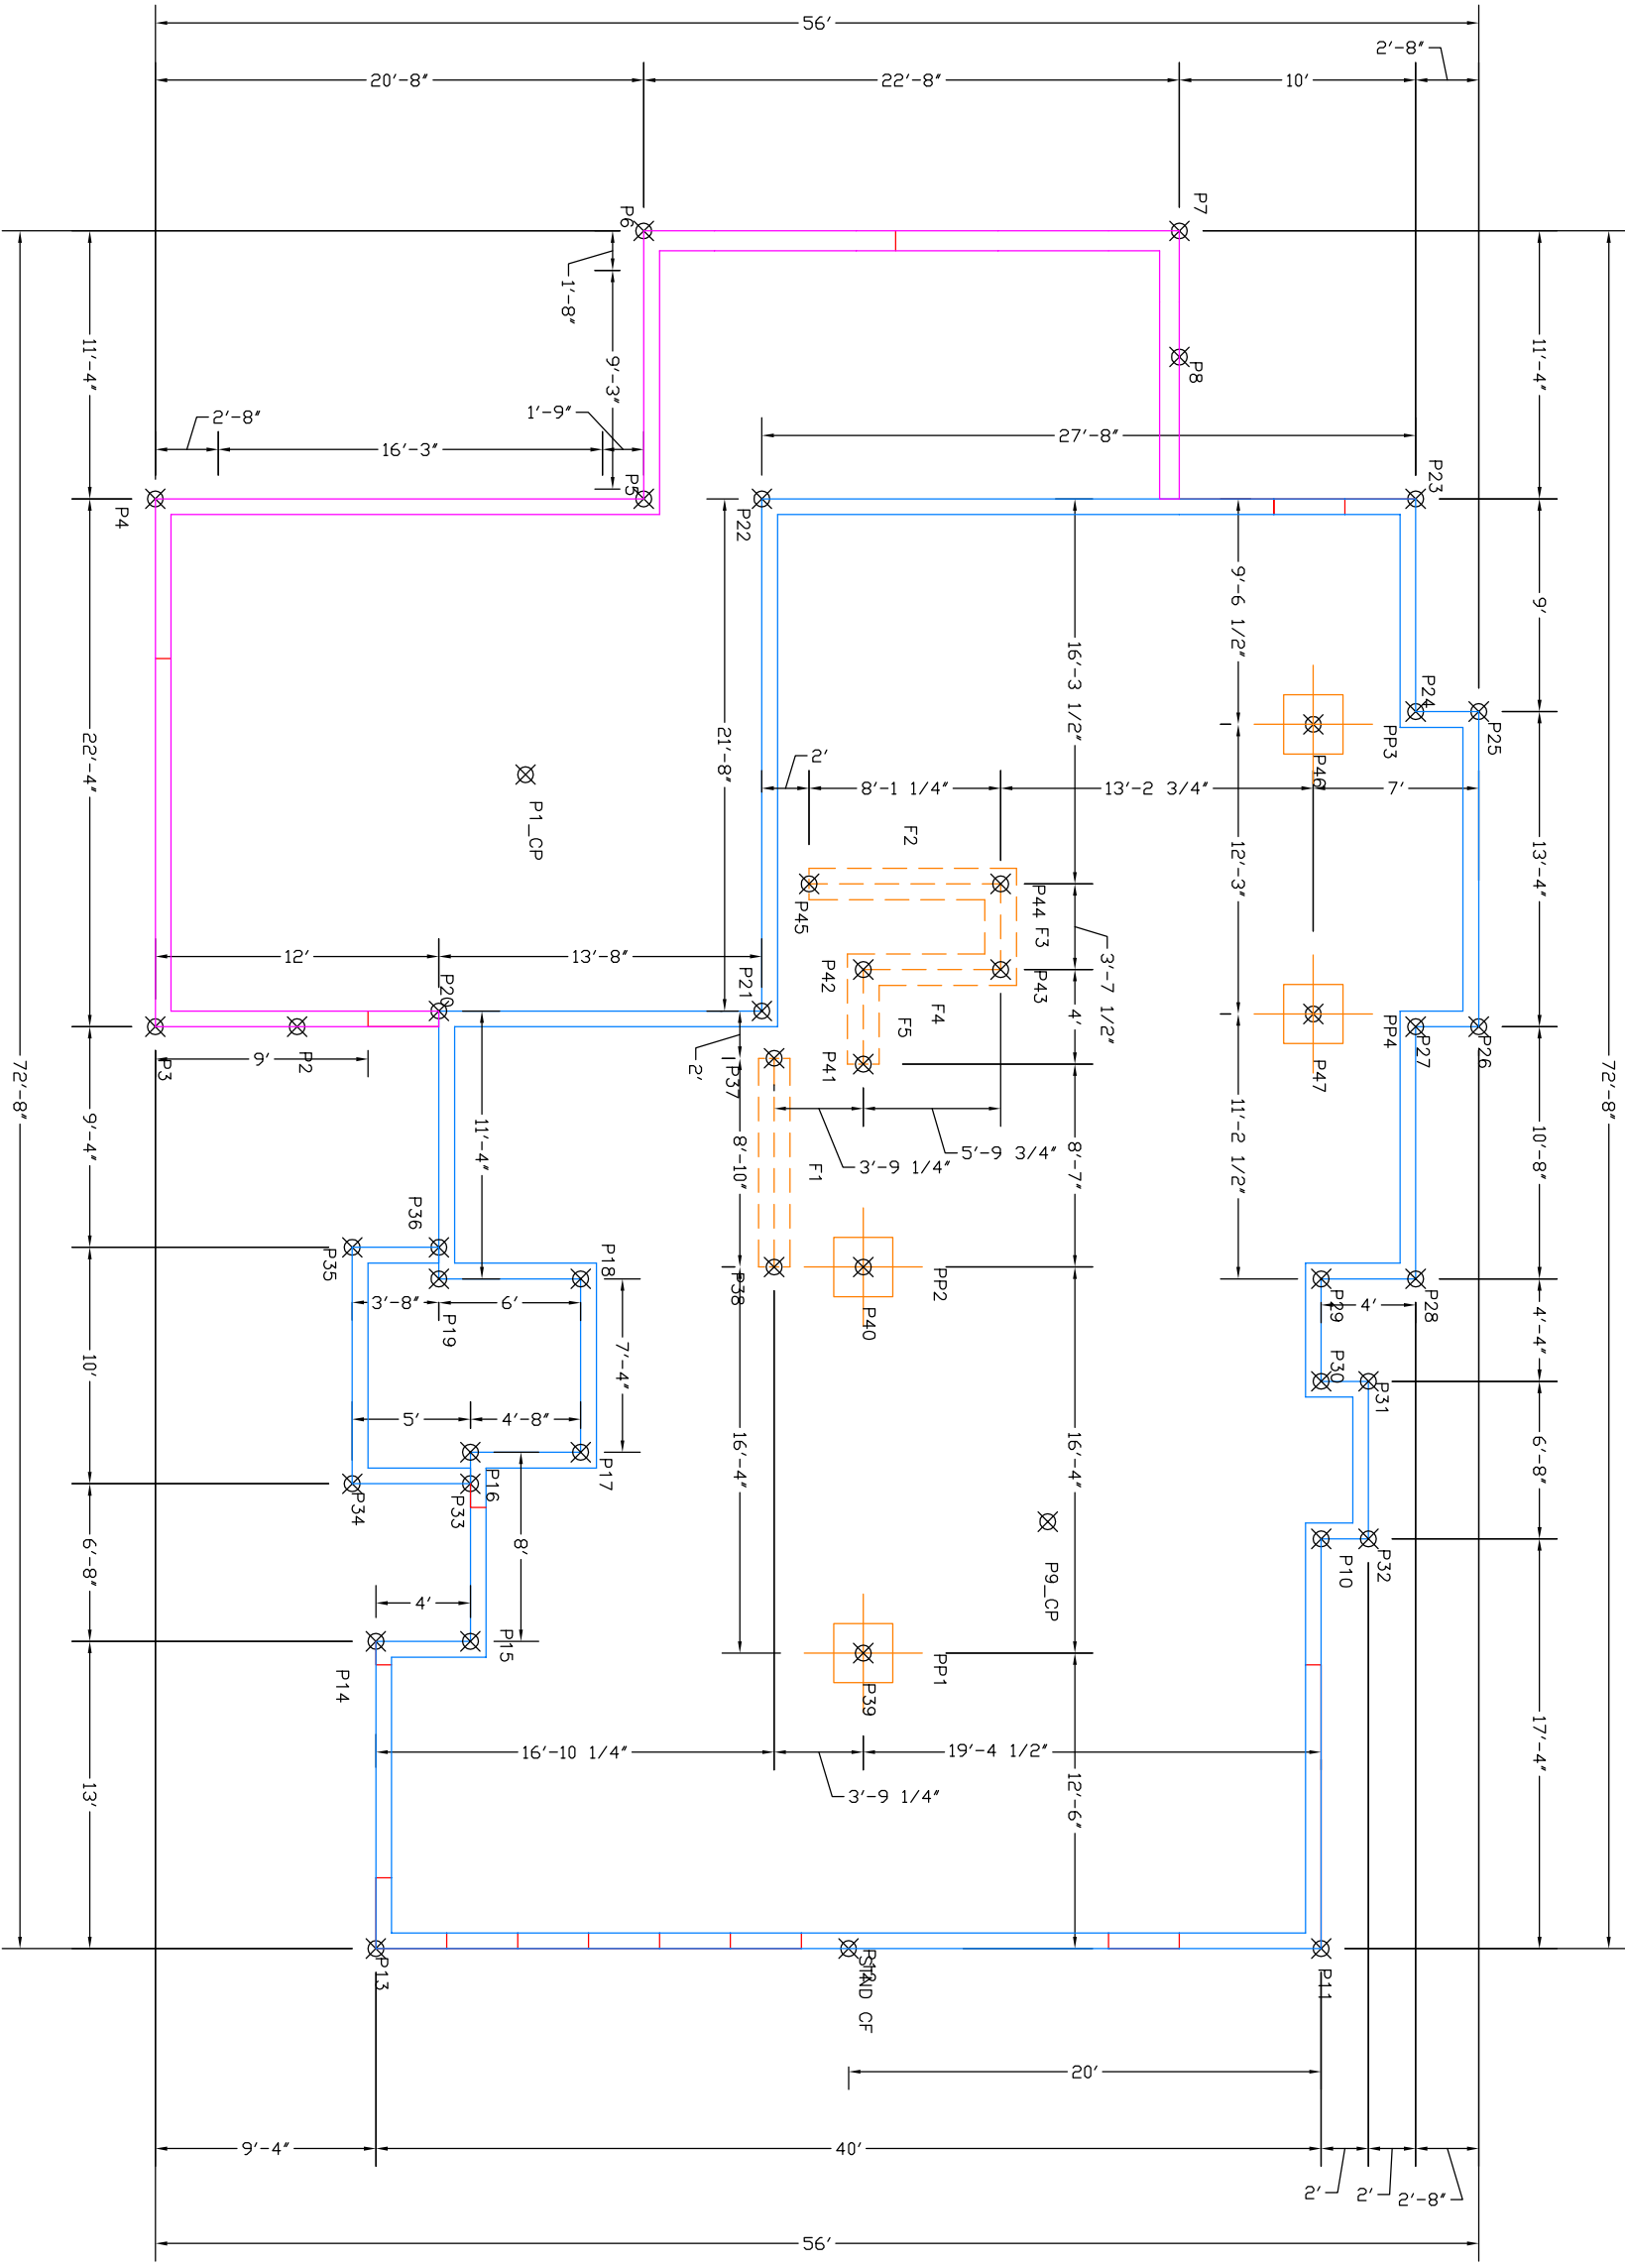 56'
2'-8"
20'-8"
22'-8"
10'
P6
P7
1'-8"
11'-4"
11'-4"
9'-3"
P8
2'-8"
1'-9"
16'-3"
27'-8"
P4
P5
P22
P23
9'-6 1/2"
9'
16'-3 1/2"
P24
P25
PP3
21'-8"
22'-4"
2'
P46
8'-1 1/4"
13'-2 3/4"
7'
P1_CP
F2
12'-3"
13'-4"
P45
P44
F3
12'
13'-8"
P42
P43
3'-7 1/2"
P20
P21
F4
F5
4'
PP4
P27
P26
P3
9'
P2
2'
P37
P41
P47
72'-8"
72'-8"
9'-4"
11'-4"
8'-10"
F1
3'-9 1/4"
5'-9 3/4"
8'-7"
11'-2 1/2"
10'-8"
P36
P35
P18
P38
PP2
P40
P29
P28
3'-8"
6'
P19
4'
4'-4"
10'
7'-4"
P30
P31
5'
4'-8"
16'-4"
16'-4"
6'-8"
P34
P33
P16
P17
6'-8"
8'
P9_CP
P10
P32
4'
P15
P14
PP1
P39
17'-4"
16'-10 1/4"
19'-4 1/2"
13'
3'-9 1/4"
12'-6"
P13
P12
STND CF
P11
20'
9'-4"
40'
2'
2'
2'-8"
56'